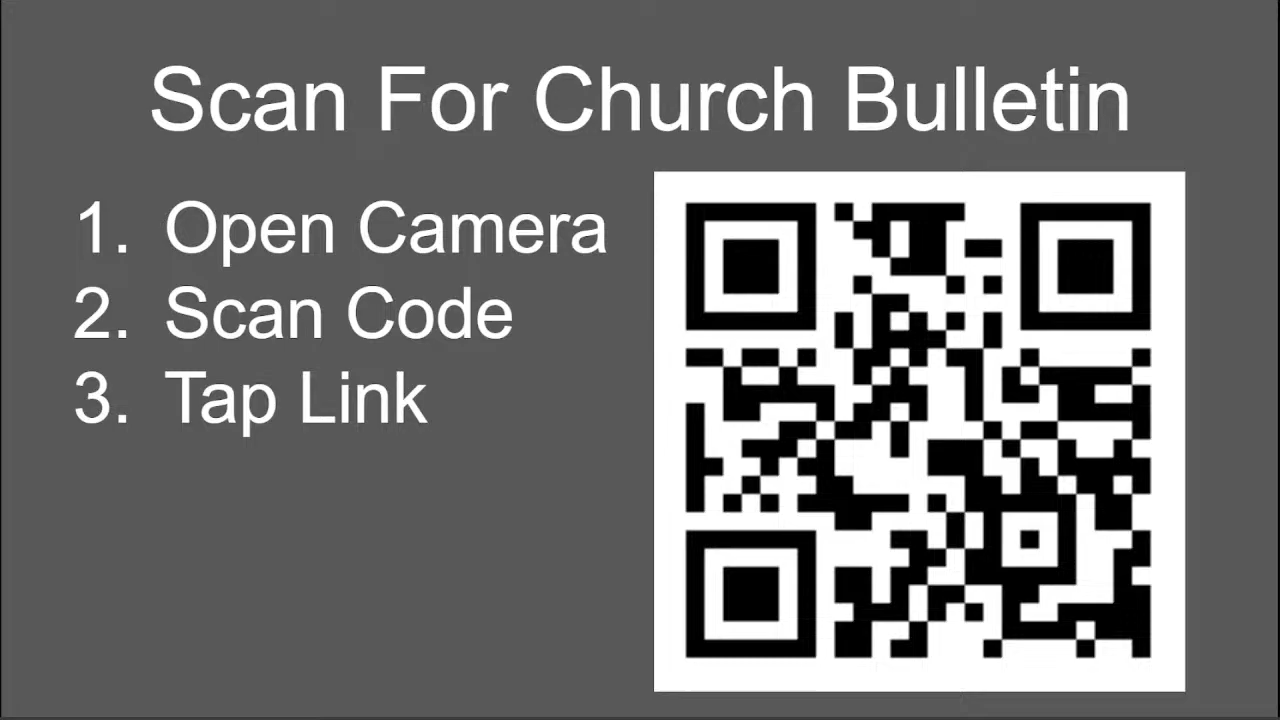 Scan For Church Bulletin
1. Open Camera
2. Scan Code
3. Tap Link